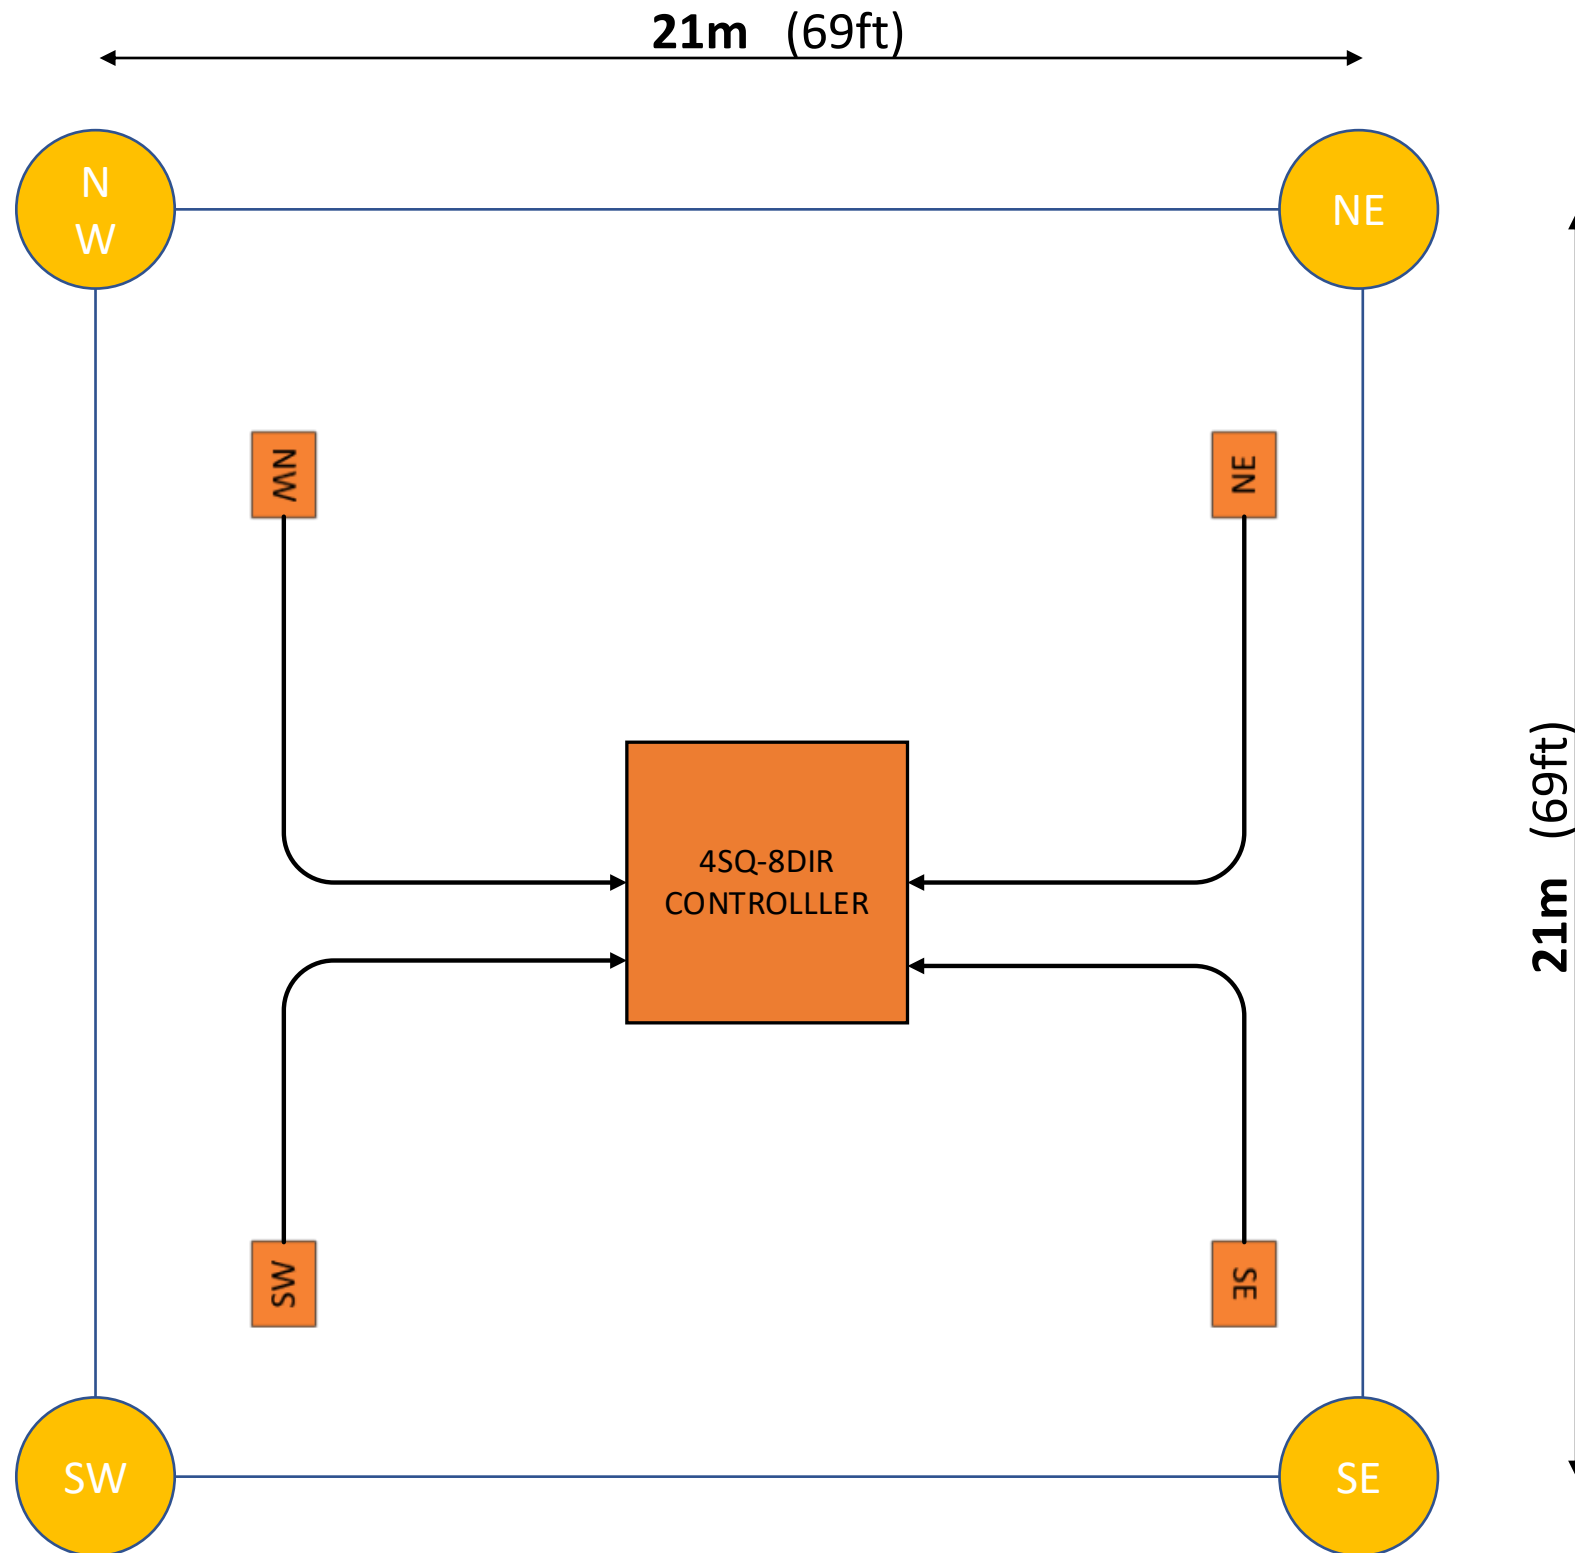 21m (69ft)
N
W
NE
NW
NE
21m (69ft)
4SQ-8DIR
CONTROLLLER
SW
SE
SW
SE